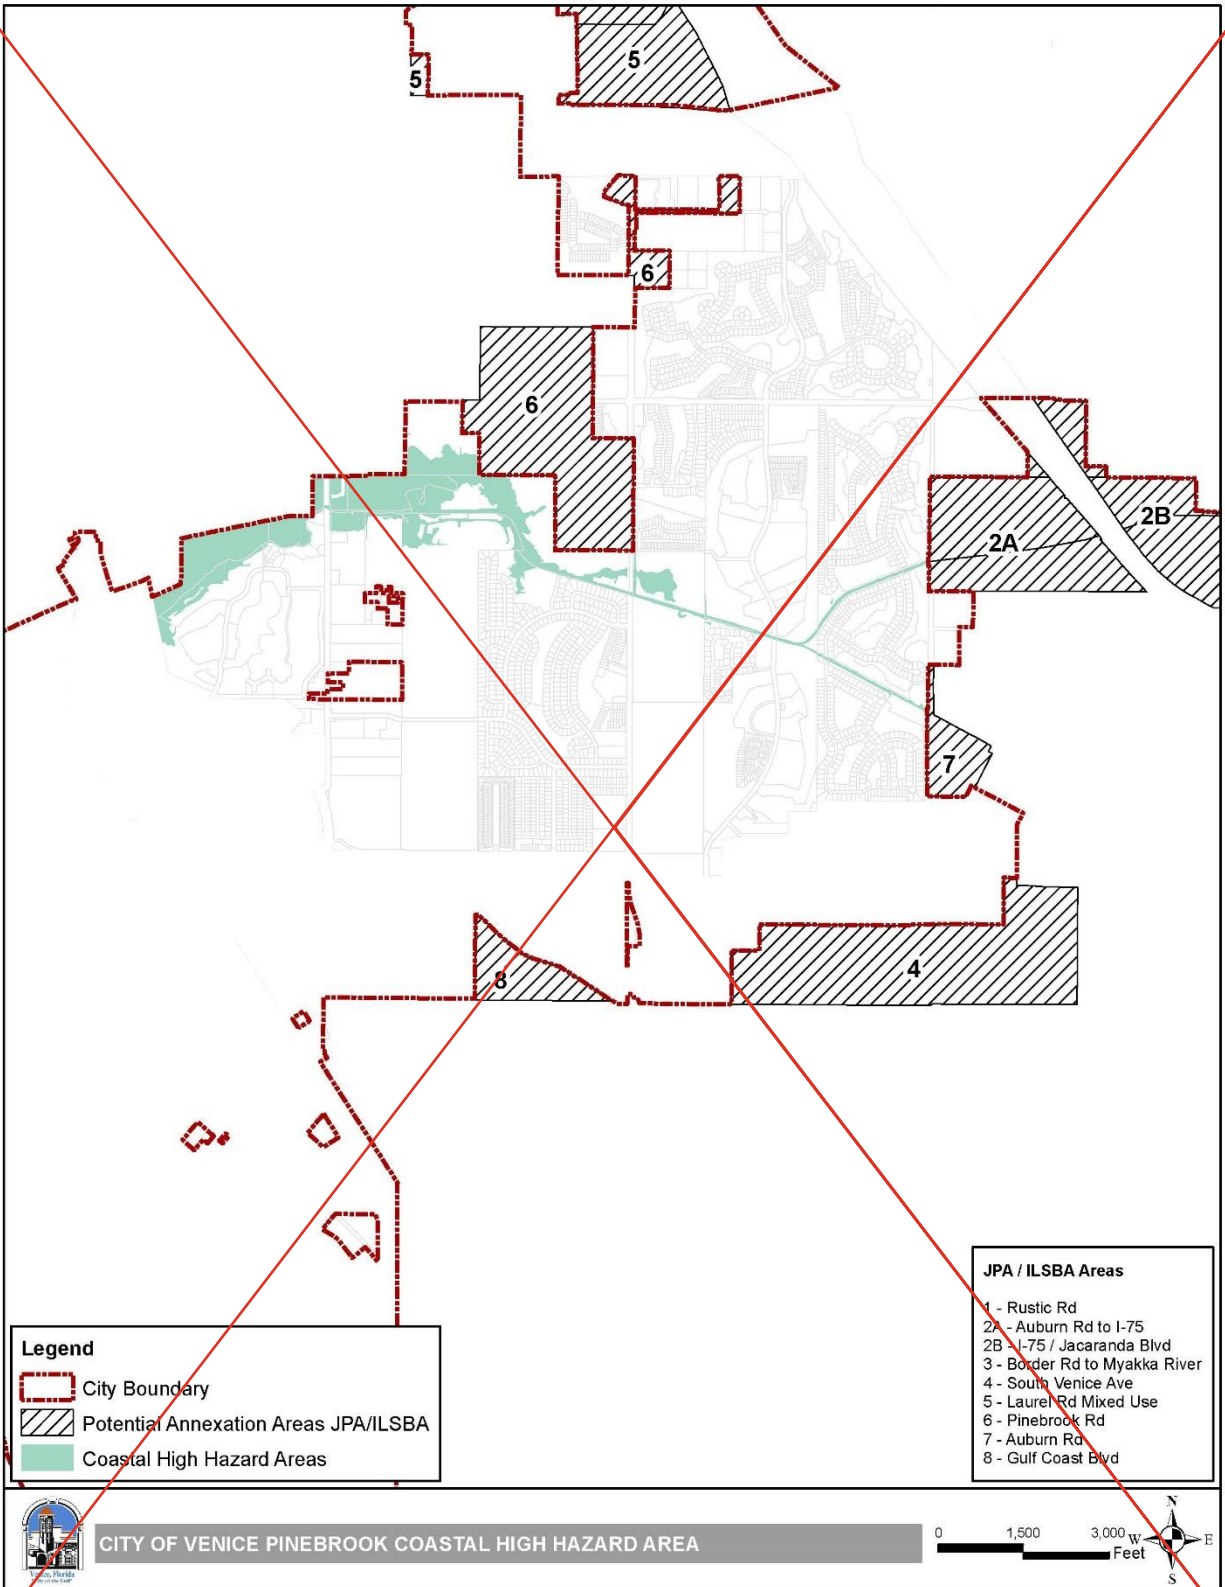 5
5
6
6
2B
2A
7
4
8
JPA / ILSBA Areas
1 - Rustic Rd
2A - Auburn Rd to I-75
2B - I-75 / Jacaranda Blvd
3 - Border Rd to Myakka River
4 - South Venice Ave
5 - Laurel Rd Mixed Use
6 - Pinebrook Rd
7 - Auburn Rd
8 - Gulf Coast Blvd
Legend
City Boundary
Potential Annexation Areas JPA/ILSBA
Coastal High Hazard Areas
Venice, Florida
CITY OF VENICE PINEBROOK COASTAL HIGH HAZARD AREA
0 1,500 3,000
Feet
N
W E
S